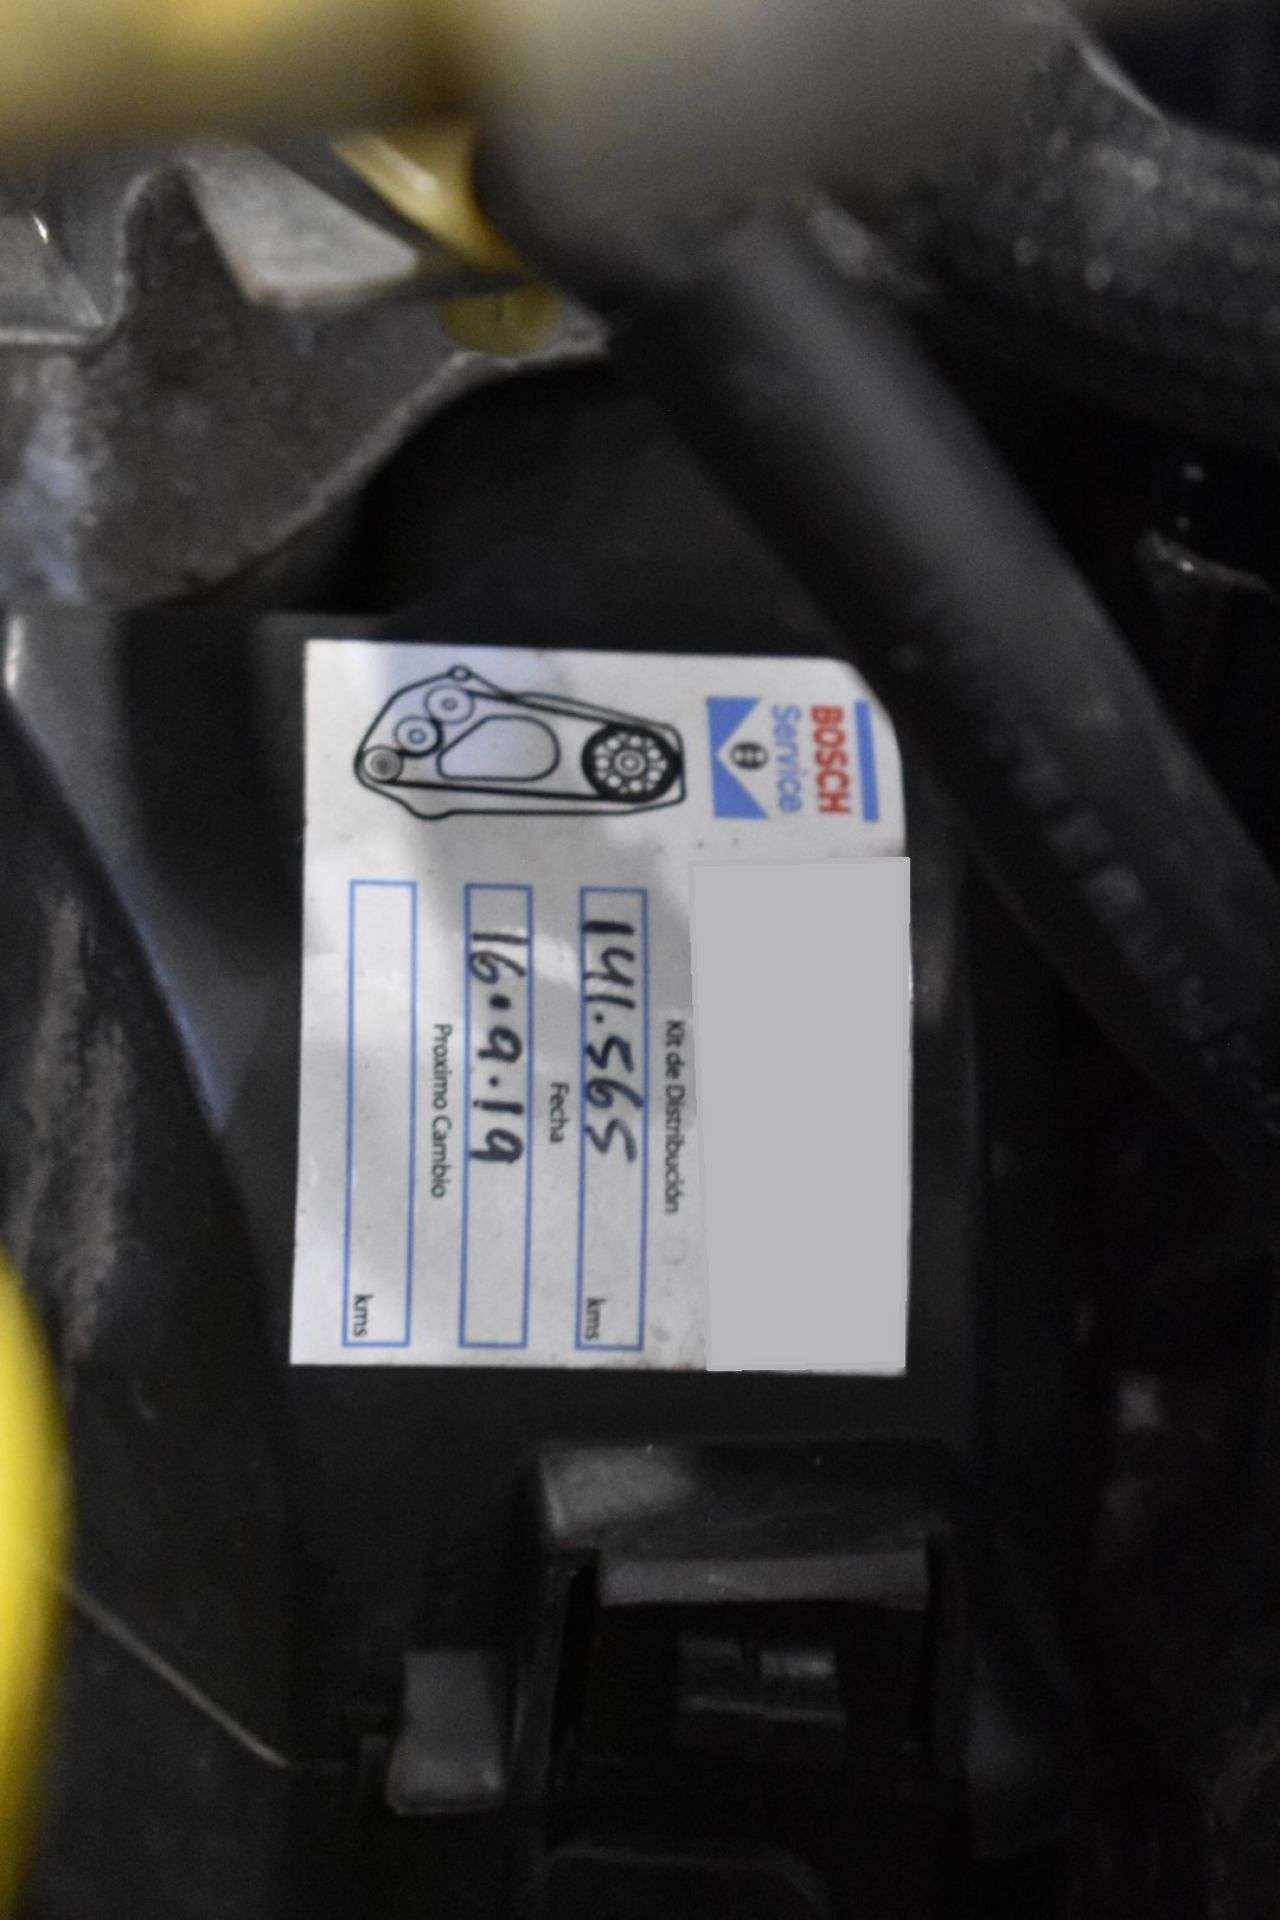 BOSCH
Service
Kit de Distribución
141.565 kms
Fecha
16.9.19
Proximo Cambio
kms